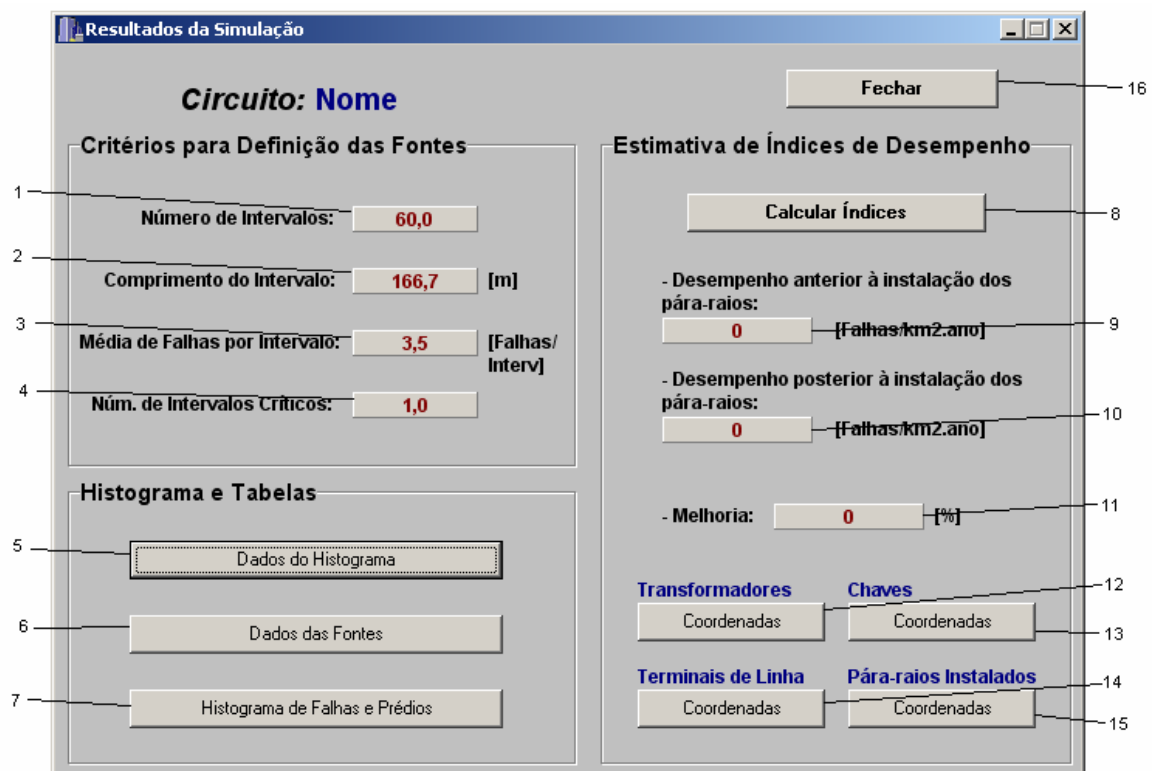 Resultados da Simulação
Circuito: Nome
Fechar
16
Critérios para Definição das Fontes
1
Número de Intervalos: 60,0
2
Comprimento do Intervalo: 166,7 [m]
3
Média de Falhas por Intervalo: 3,5 [Falhas/
Interv]
4
Núm. de Intervalos Críticos: 1,0
Histograma e Tabelas
5
Dados do Histograma
6
Dados das Fontes
7
Histograma de Falhas e Prédios
Estimativa de Índices de Desempenho
Calcular Índices
8
- Desempenho anterior à instalação dos
pára-raios:
0 [Falhas/km2.ano]
9
- Desempenho posterior à instalação dos
pára-raios:
0 [Falhas/km2.ano]
10
- Melhoria: 0 [%]
11
Transformadores Chaves
12
Coordenadas Coordenadas
13
Terminais de Linha Pára-raios Instalados
14
Coordenadas Coordenadas
15